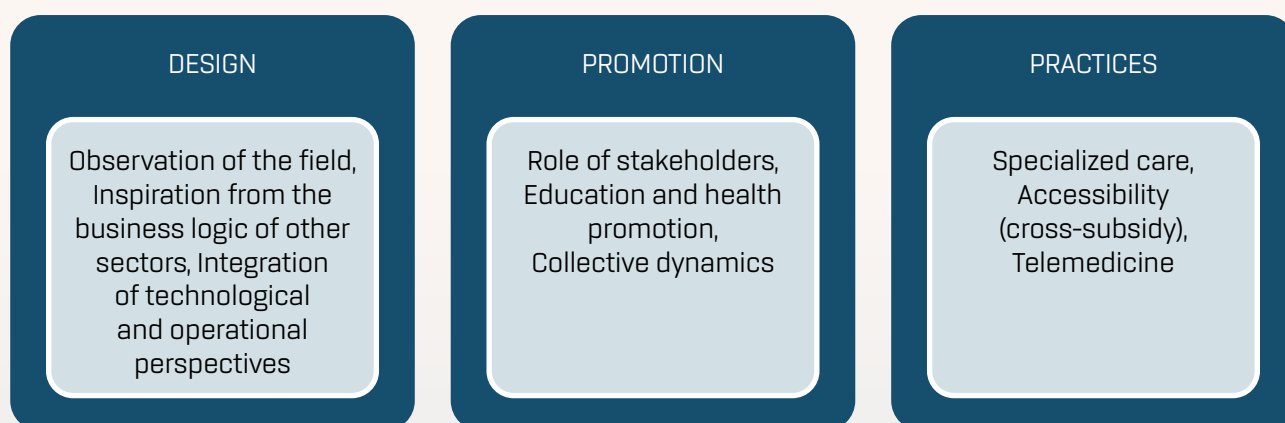 DESIGN
Observation of the field,
Inspiration from the
business logic of other
sectors, Integration
of technological
and operational
perspectives
PROMOTION
Role of stakeholders,
Education and health
promotion,
Collective dynamics
PRACTICES
Specialized care,
Accessibility
(cross-subsidy),
Telemedicine